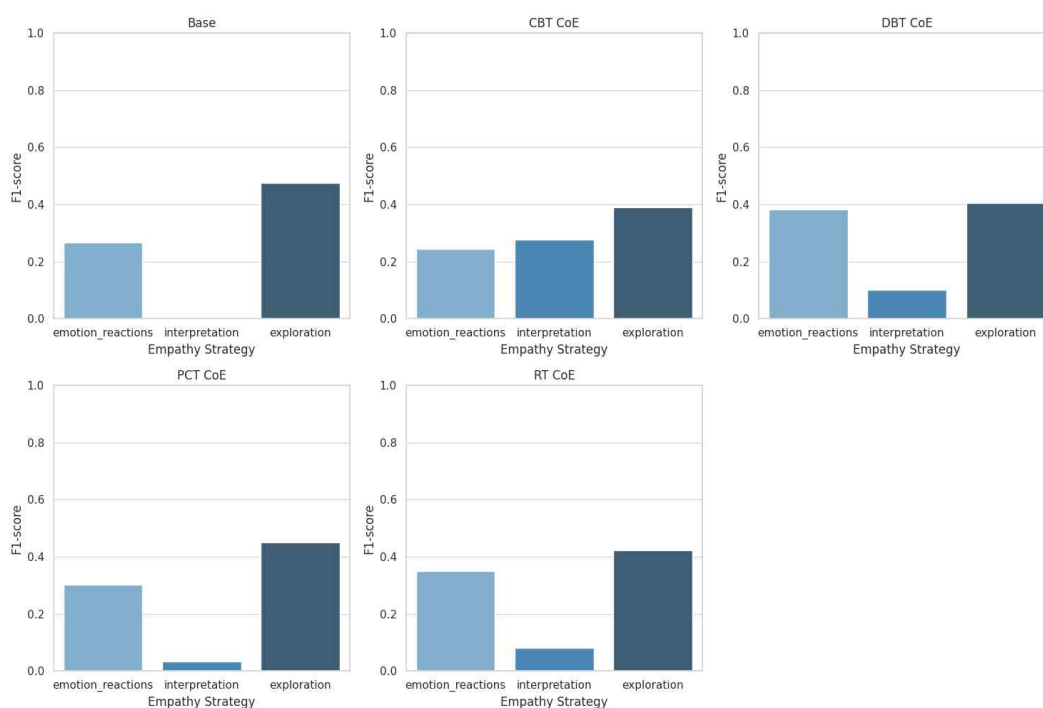 Base
1.0
0.8
0.6
0.4
0.2
0.0
F1-score
emotion_reactions interpretation exploration
Empathy Strategy
CBT CoE
1.0
0.8
0.6
0.4
0.2
0.0
F1-score
emotion_reactions interpretation exploration
Empathy Strategy
DBT CoE
1.0
0.8
0.6
0.4
0.2
0.0
F1-score
emotion_reactions interpretation exploration
Empathy Strategy
PCT CoE
1.0
0.8
0.6
0.4
0.2
0.0
F1-score
emotion_reactions interpretation exploration
Empathy Strategy
RT CoE
1.0
0.8
0.6
0.4
0.2
0.0
F1-score
emotion_reactions interpretation exploration
Empathy Strategy